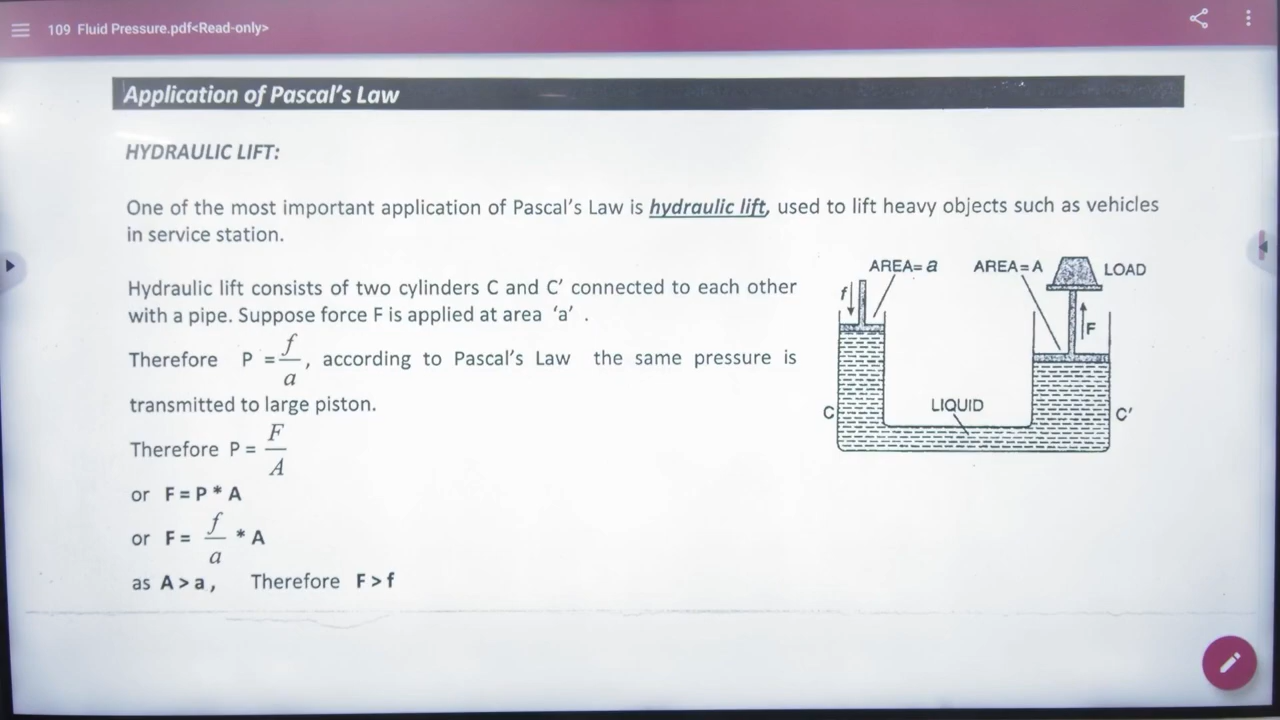 109 Fluid Pressure.pdf<Read-only>
Application of Pascal's Law
HYDRAULIC LIFT:
One of the most important application of Pascal's Law is hydraulic lift, used to lift heavy objects such as vehicles
in service station.
Hydraulic lift consists of two cylinders C and C' connected to each other
with a pipe. Suppose force F is applied at area 'a' .
Therefore P = f/a, according to Pascal's Law the same pressure is
transmitted to large piston.
Therefore P = F/A
or F = P * A
or F = f/a * A
as A > a, Therefore F > f
AREA= a AREA=A LOAD
f
F
C LIQUID C'